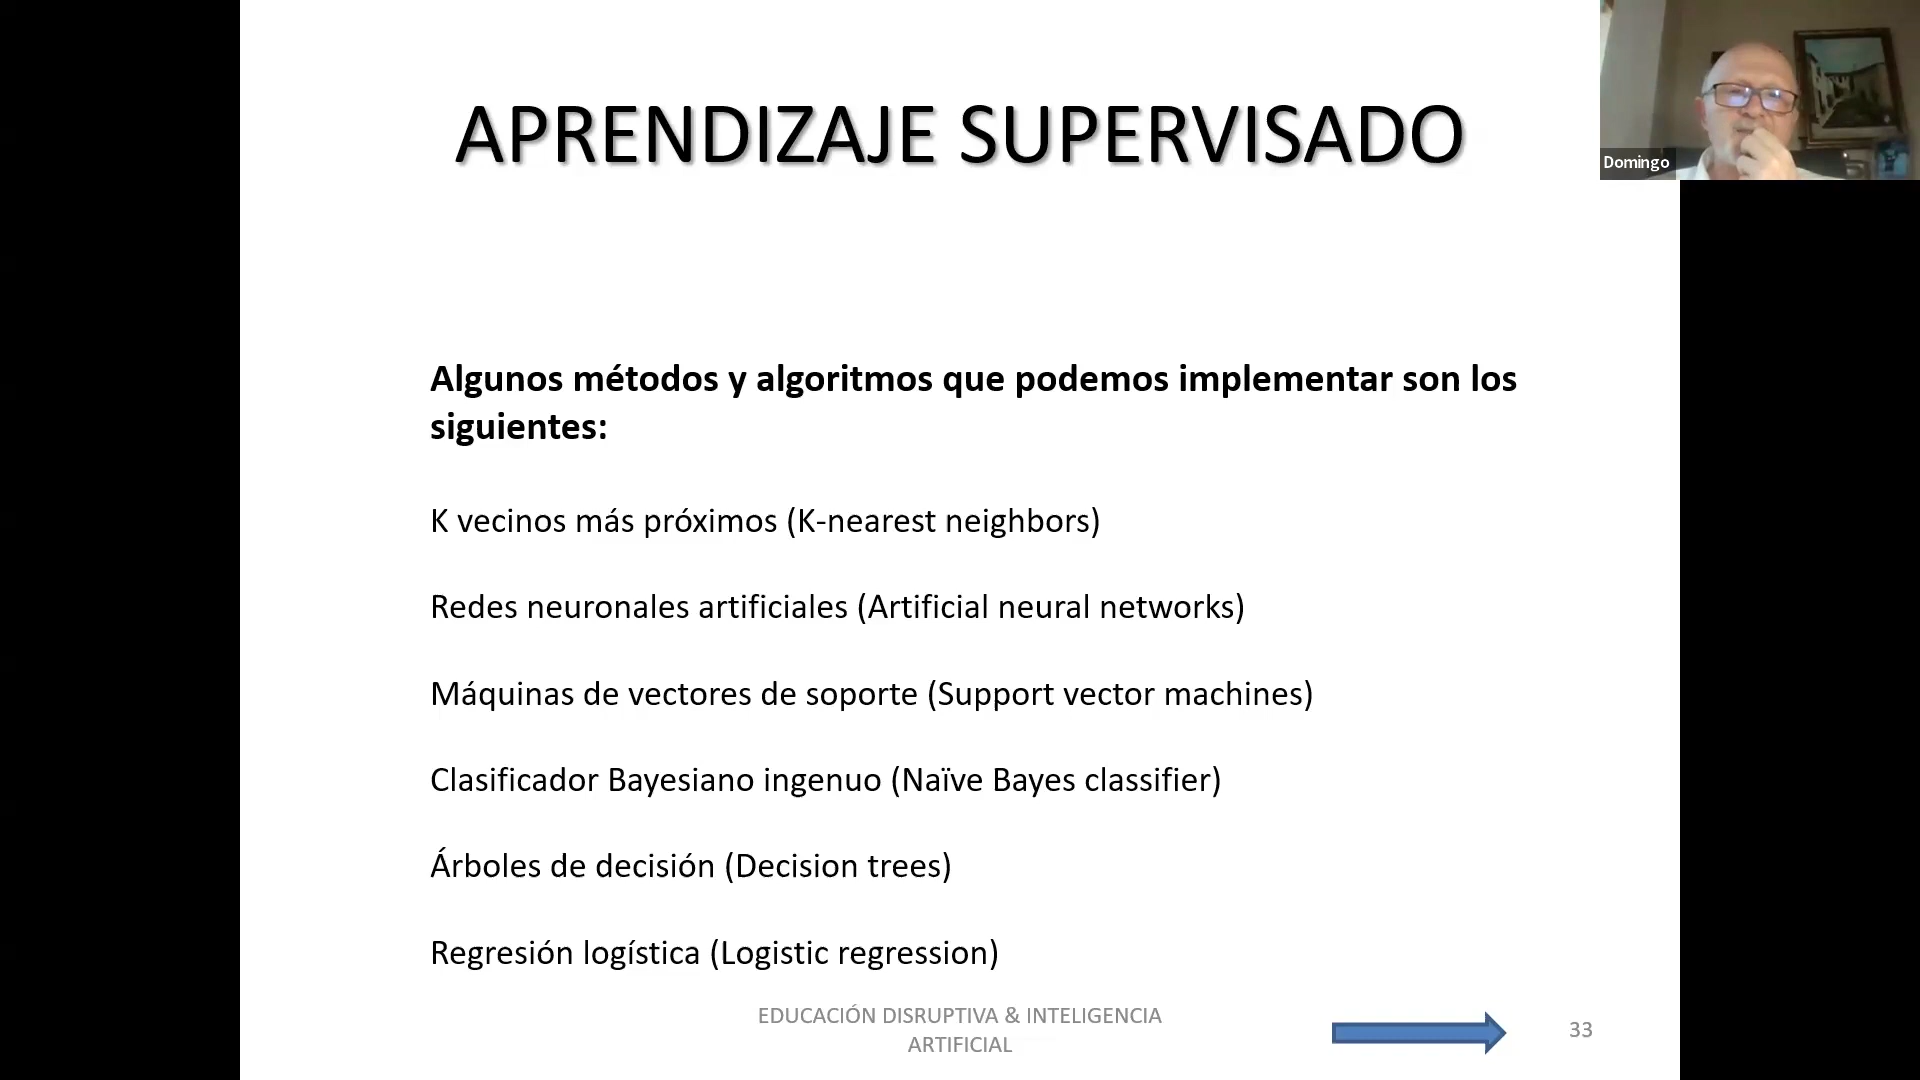 APRENDIZAJE SUPERVISADO
Domingo
Algunos métodos y algoritmos que podemos implementar son los
siguientes:
K vecinos más próximos (K-nearest neighbors)
Redes neuronales artificiales (Artificial neural networks)
Máquinas de vectores de soporte (Support vector machines)
Clasificador Bayesiano ingenuo (Naïve Bayes classifier)
Árboles de decisión (Decision trees)
Regresión logística (Logistic regression)
EDUCACIÓN DISRUPTIVA & INTELIGENCIA
ARTIFICIAL
33